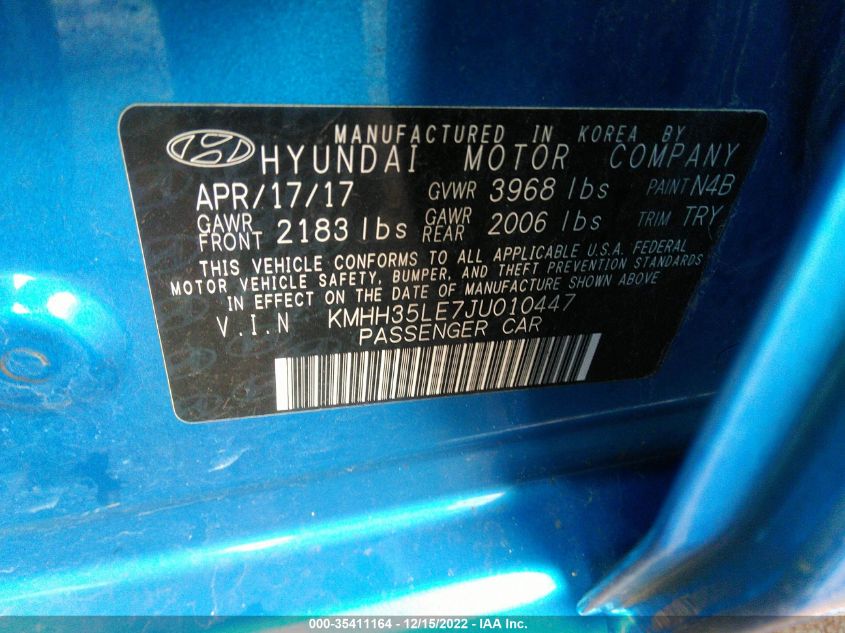 MANUFACTURED IN KOREA BY
HYUNDAI MOTOR COMPANY
APR/17/17 GVWR 3968 lbs PAINT N4B
GAWR FRONT 2183 lbs GAWR REAR 2006 lbs TRIM TRY
THIS VEHICLE CONFORMS TO ALL APPLICABLE U.S.A. FEDERAL
MOTOR VEHICLE SAFETY, BUMPER, AND THEFT PREVENTION STANDARDS
IN EFFECT ON THE DATE OF MANUFACTURE SHOWN ABOVE
V.I.N KMHH35LE7JU010447
PASSENGER CAR
000-35411164 - 12/15/2022 - IAA Inc.